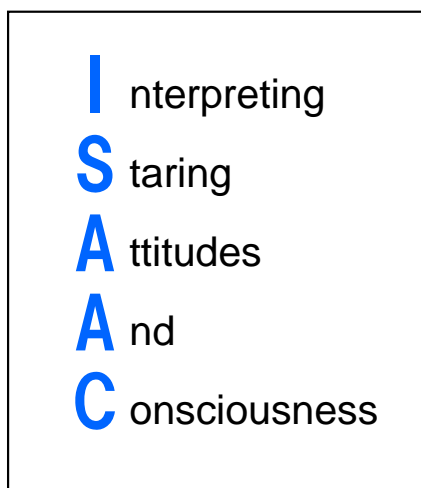 Interpreting
Staring
Attitudes
And
Consciousness